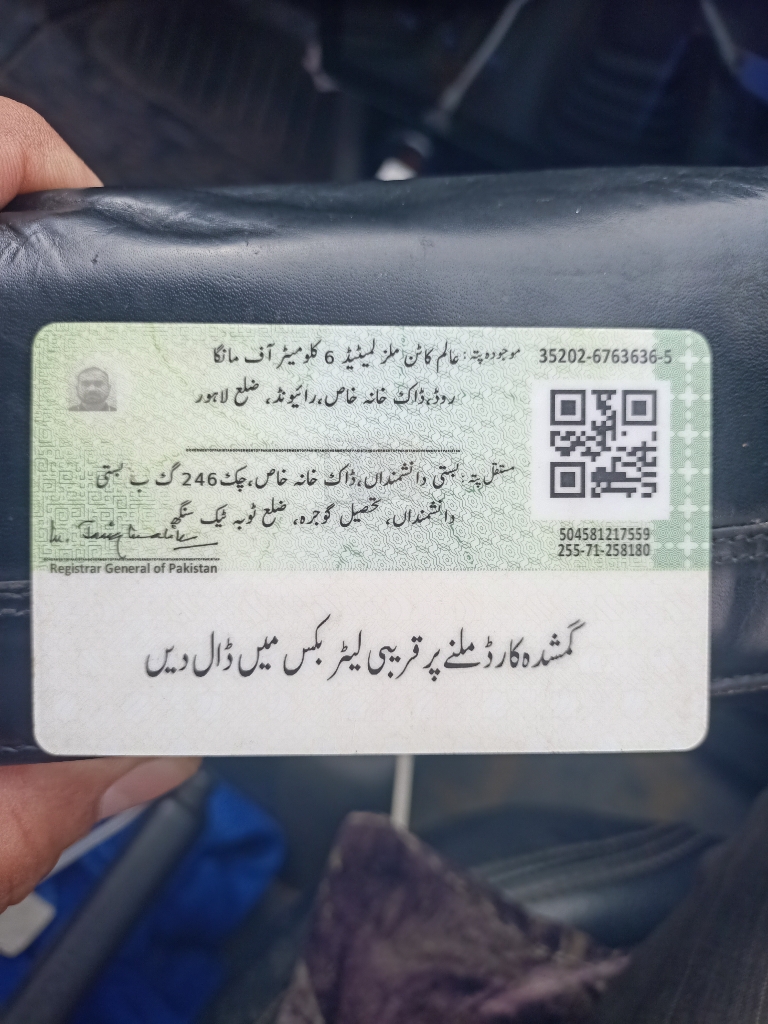 موجودہ پتہ: عالم کاٹن ملز لمیٹیڈ 6 کلومیٹر آف مانگا
روڈ، ڈاک خانہ خاص، رائیونڈ، ضلع لاہور
35202-6763636-5
مستقل پتہ: بستی دانشمنداں، ڈاک خانہ خاص، چک 246 گ ب بستی
دانشمنداں، تحصیل گوجرہ، ضلع ٹوبہ ٹیک سنگھ
504581217559
255-71-258180
Registrar General of Pakistan
گمشدہ کارڈ ملنے پر قریبی لیٹر بکس میں ڈال دیں